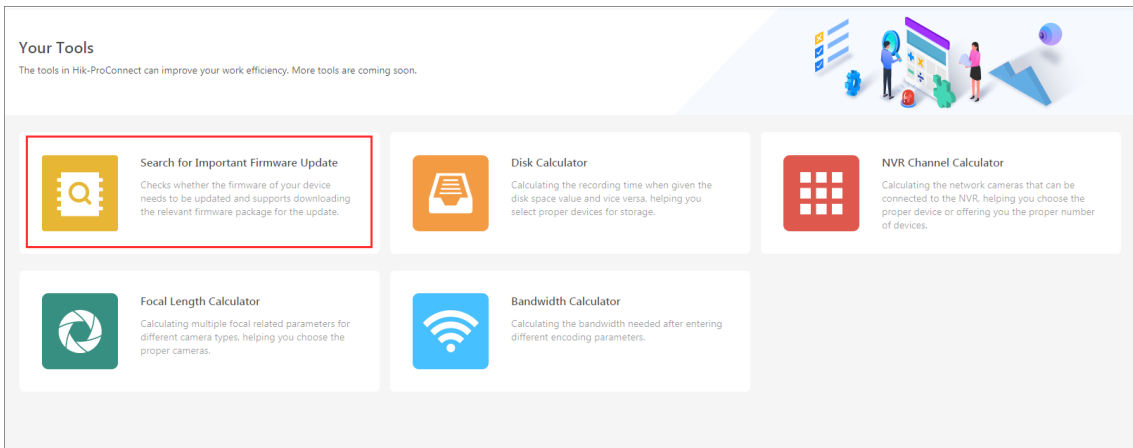 Your Tools
The tools in Hik-ProConnect can improve your work efficiency. More tools are coming soon.
Search for Important Firmware Update
Checks whether the firmware of your device
needs to be updated and supports downloading
the relevant firmware package for the update.
Disk Calculator
Calculating the recording time when given the
disk space value and vice versa, helping you
select proper devices for storage.
NVR Channel Calculator
Calculating the network cameras that can be
connected to the NVR, helping you choose the
proper device or offering you the proper number
of devices.
Focal Length Calculator
Calculating multiple focal related parameters for
different camera types, helping you choose the
proper cameras.
Bandwidth Calculator
Calculating the bandwidth needed after entering
different encoding parameters.